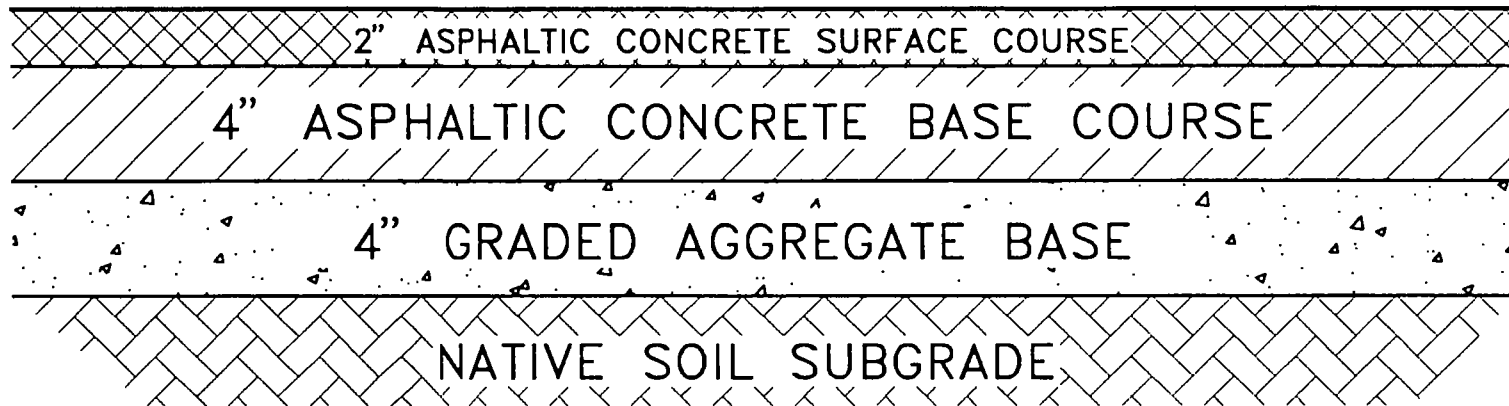 2” ASPHALTIC CONCRETE SURFACE COURSE
4” ASPHALTIC CONCRETE BASE COURSE
4” GRADED AGGREGATE BASE
NATIVE SOIL SUBGRADE